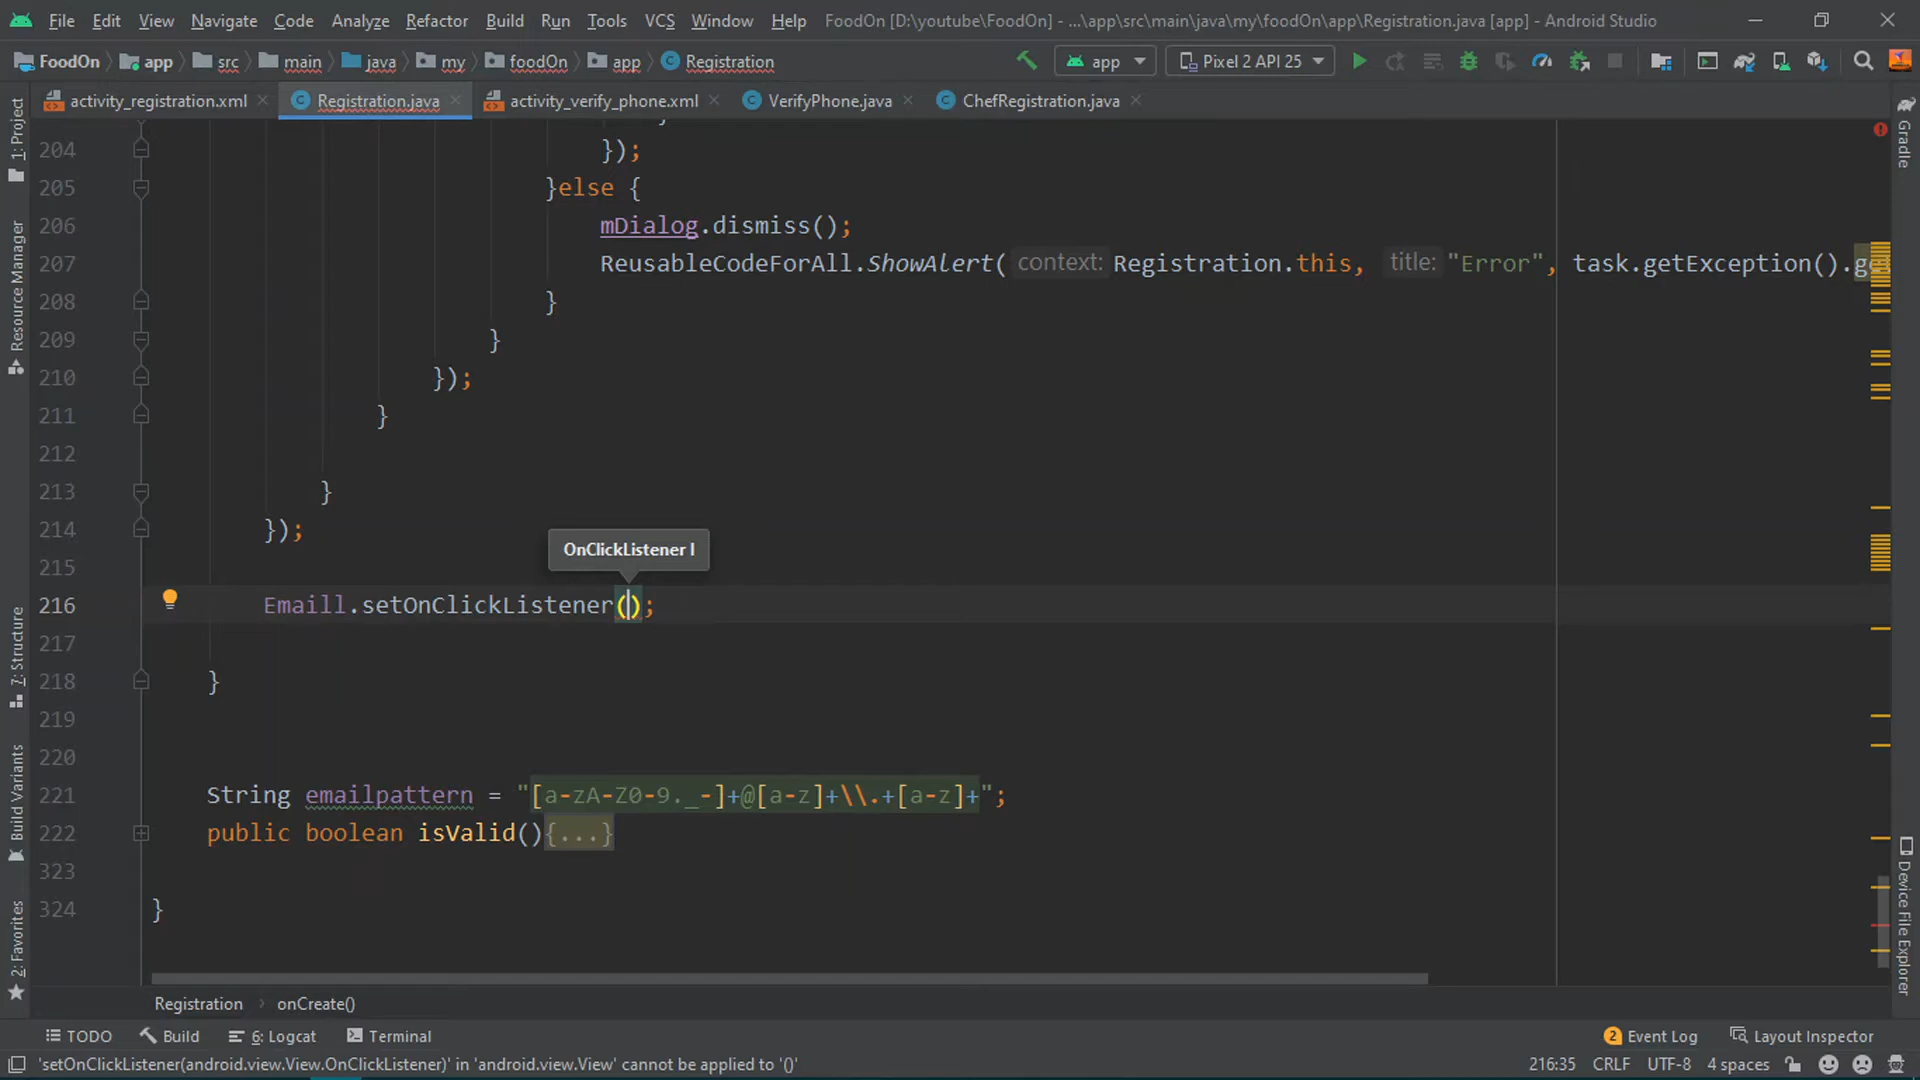 File Edit View Navigate Code Analyze Refactor Build Run Tools VCS Window Help FoodOn [D:\youtube\FoodOn] - ...\app\src\main\java\my\foodOn\app\Registration.java [app] - Android Studio
FoodOn app src main java my foodOn app Registration app Pixel 2 API 25
activity_registration.xml Registration.java activity_verify_phone.xml VerifyPhone.java ChefRegistration.java
1: Project
Resource Manager
7: Structure
Build Variants
2: Favorites
204 });
205 }else {
206 mDialog.dismiss();
207 ReusableCodeForAll.ShowAlert( context: Registration.this, title: "Error", task.getException().ge
208 }
209 }
210 });
211 }
212
213 }
214 });
OnClickListener l
215
216 Emaill.setOnClickListener();
217
218 }
219
220
221 String emailpattern = "[a-zA-Z0-9._-]+@[a-z]+\\.+[a-z]+";
222 public boolean isValid(){...}
323
324 }
Gradle
Device File Explorer
Registration onCreate()
TODO Build 6: Logcat Terminal 2 Event Log Layout Inspector
'setOnClickListener(android.view.View.OnClickListener)' in 'android.view.View' cannot be applied to '()' 216:35 CRLF UTF-8 4 spaces